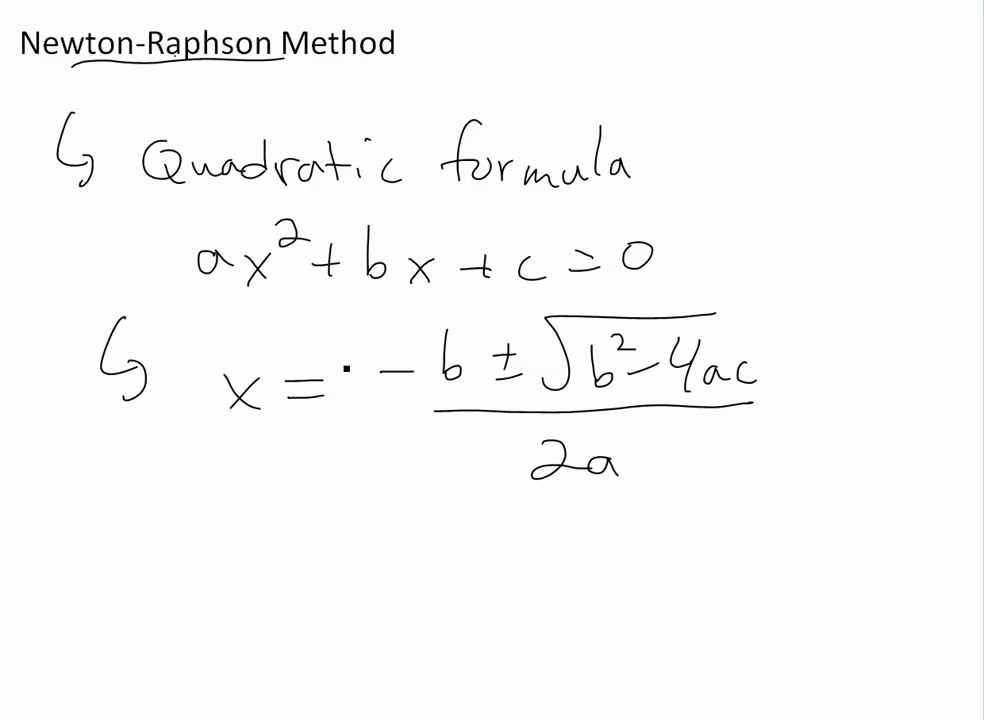 Newton-Raphson Method
Quadratic formula
ax² + bx + c = 0
x = - b ± √(b² - 4ac) / 2a